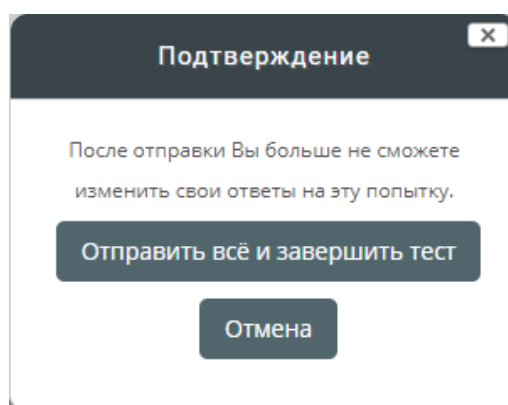 Подтверждение
После отправки Вы больше не сможете
изменить свои ответы на эту попытку.
Отправить всё и завершить тест
Отмена